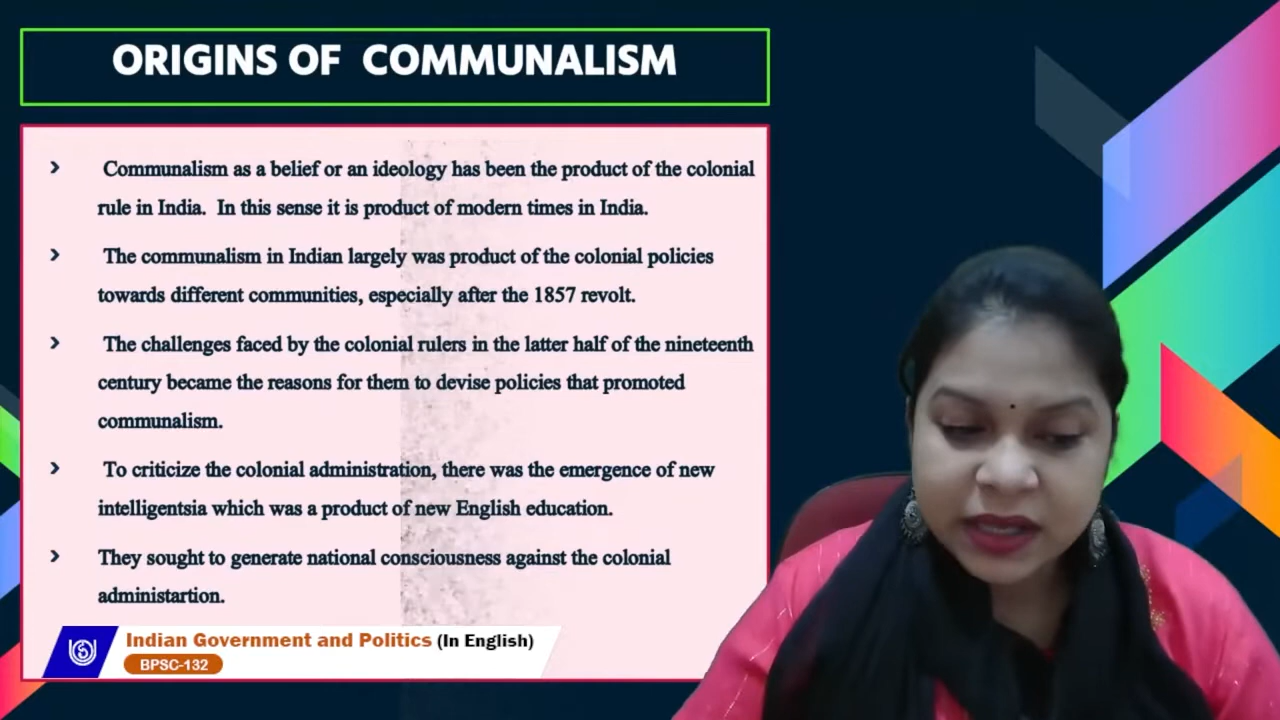 ORIGINS OF COMMUNALISM
› Communalism as a belief or an ideology has been the product of the colonial
rule in India. In this sense it is product of modern times in India.
› The communalism in Indian largely was product of the colonial policies
towards different communities, especially after the 1857 revolt.
› The challenges faced by the colonial rulers in the latter half of the nineteenth
century became the reasons for them to devise policies that promoted
communalism.
› To criticize the colonial administration, there was the emergence of new
intelligentsia which was a product of new English education.
› They sought to generate national consciousness against the colonial
administartion.
Indian Government and Politics (In English)
BPSC-132